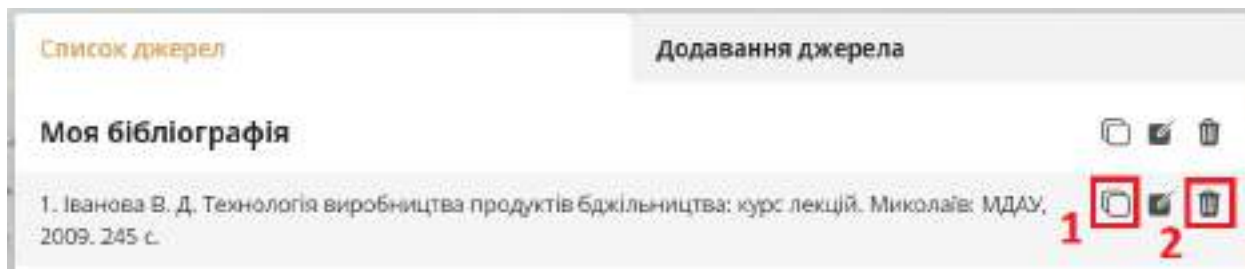 Список джерел
Додавання джерела
Моя бібліографія
1. Іванова В. Д. Технологія виробництва продуктів бджільництва: курс лекцій. Миколаїв: МДАУ,
2009. 245 с.
1
2